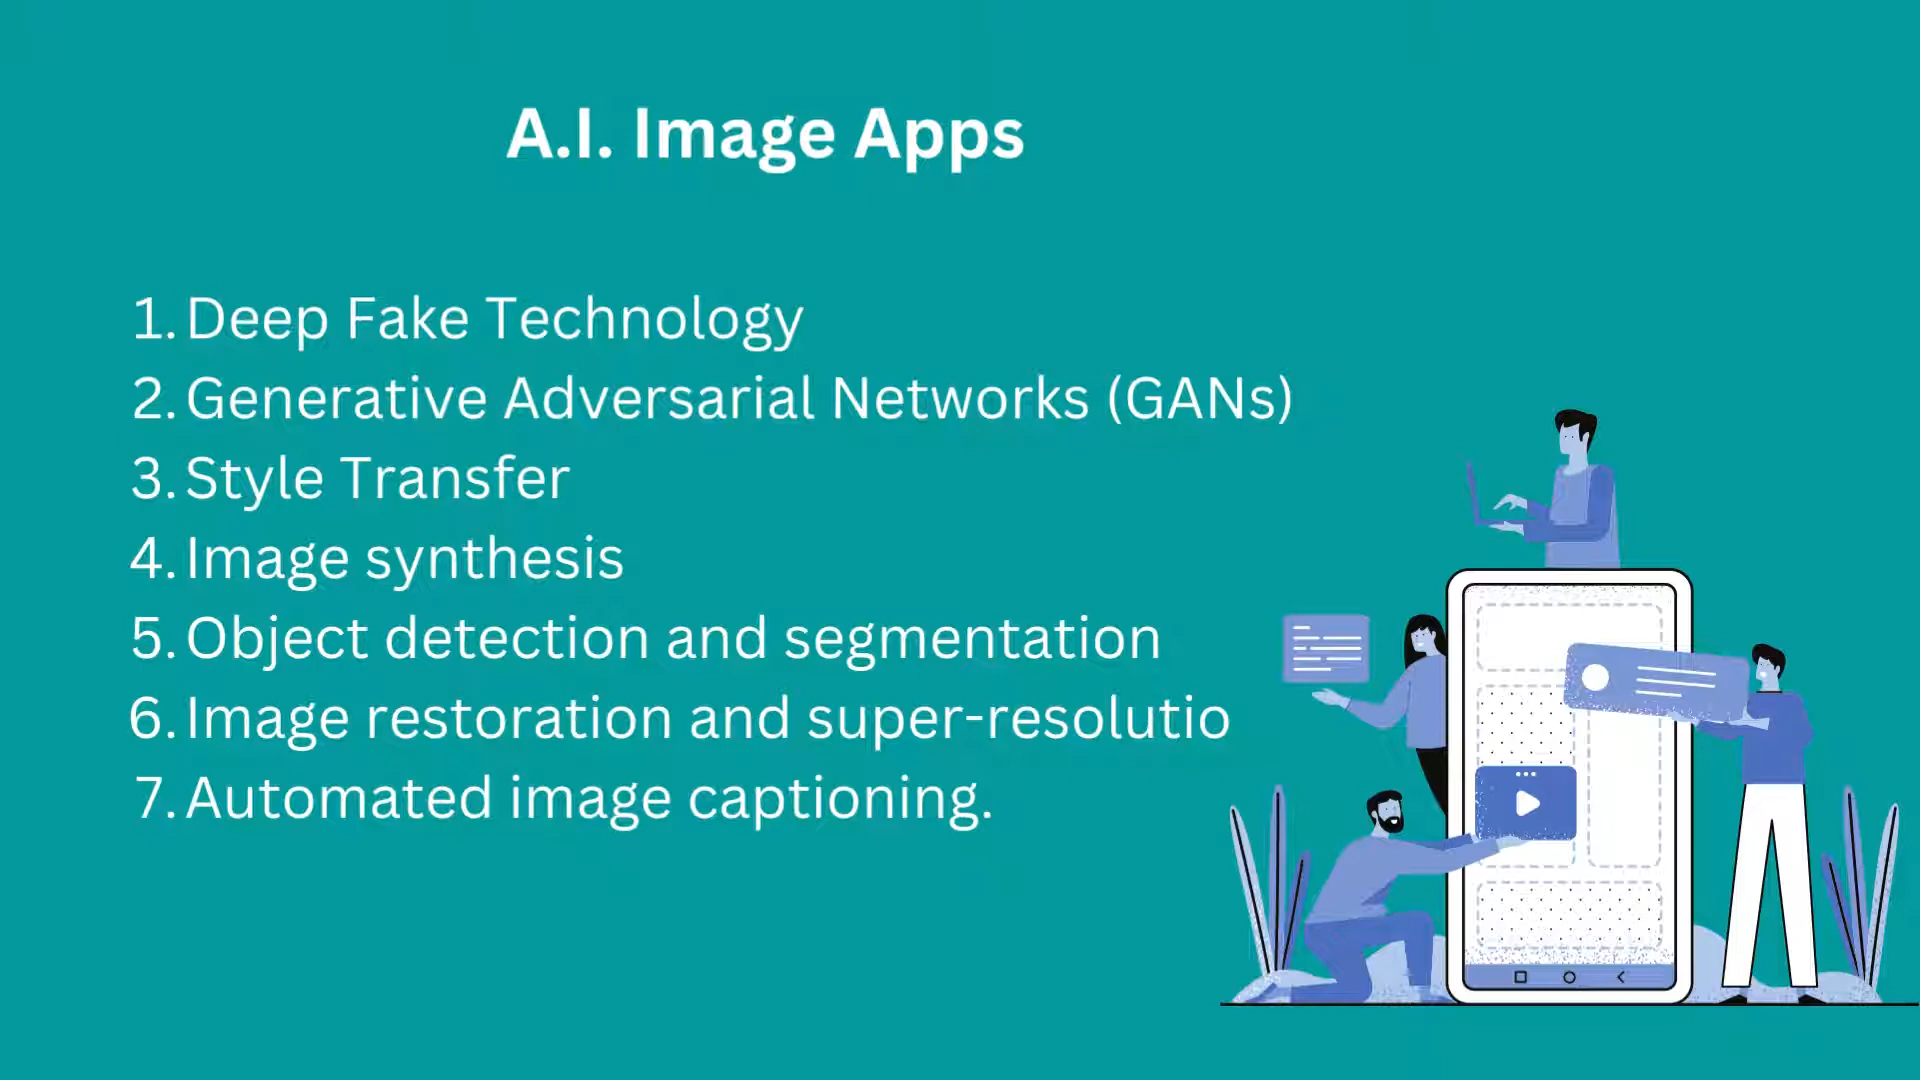 A.I. Image Apps
1. Deep Fake Technology
2. Generative Adversarial Networks (GANs)
3. Style Transfer
4. Image synthesis
5. Object detection and segmentation
6. Image restoration and super-resolutio
7. Automated image captioning.